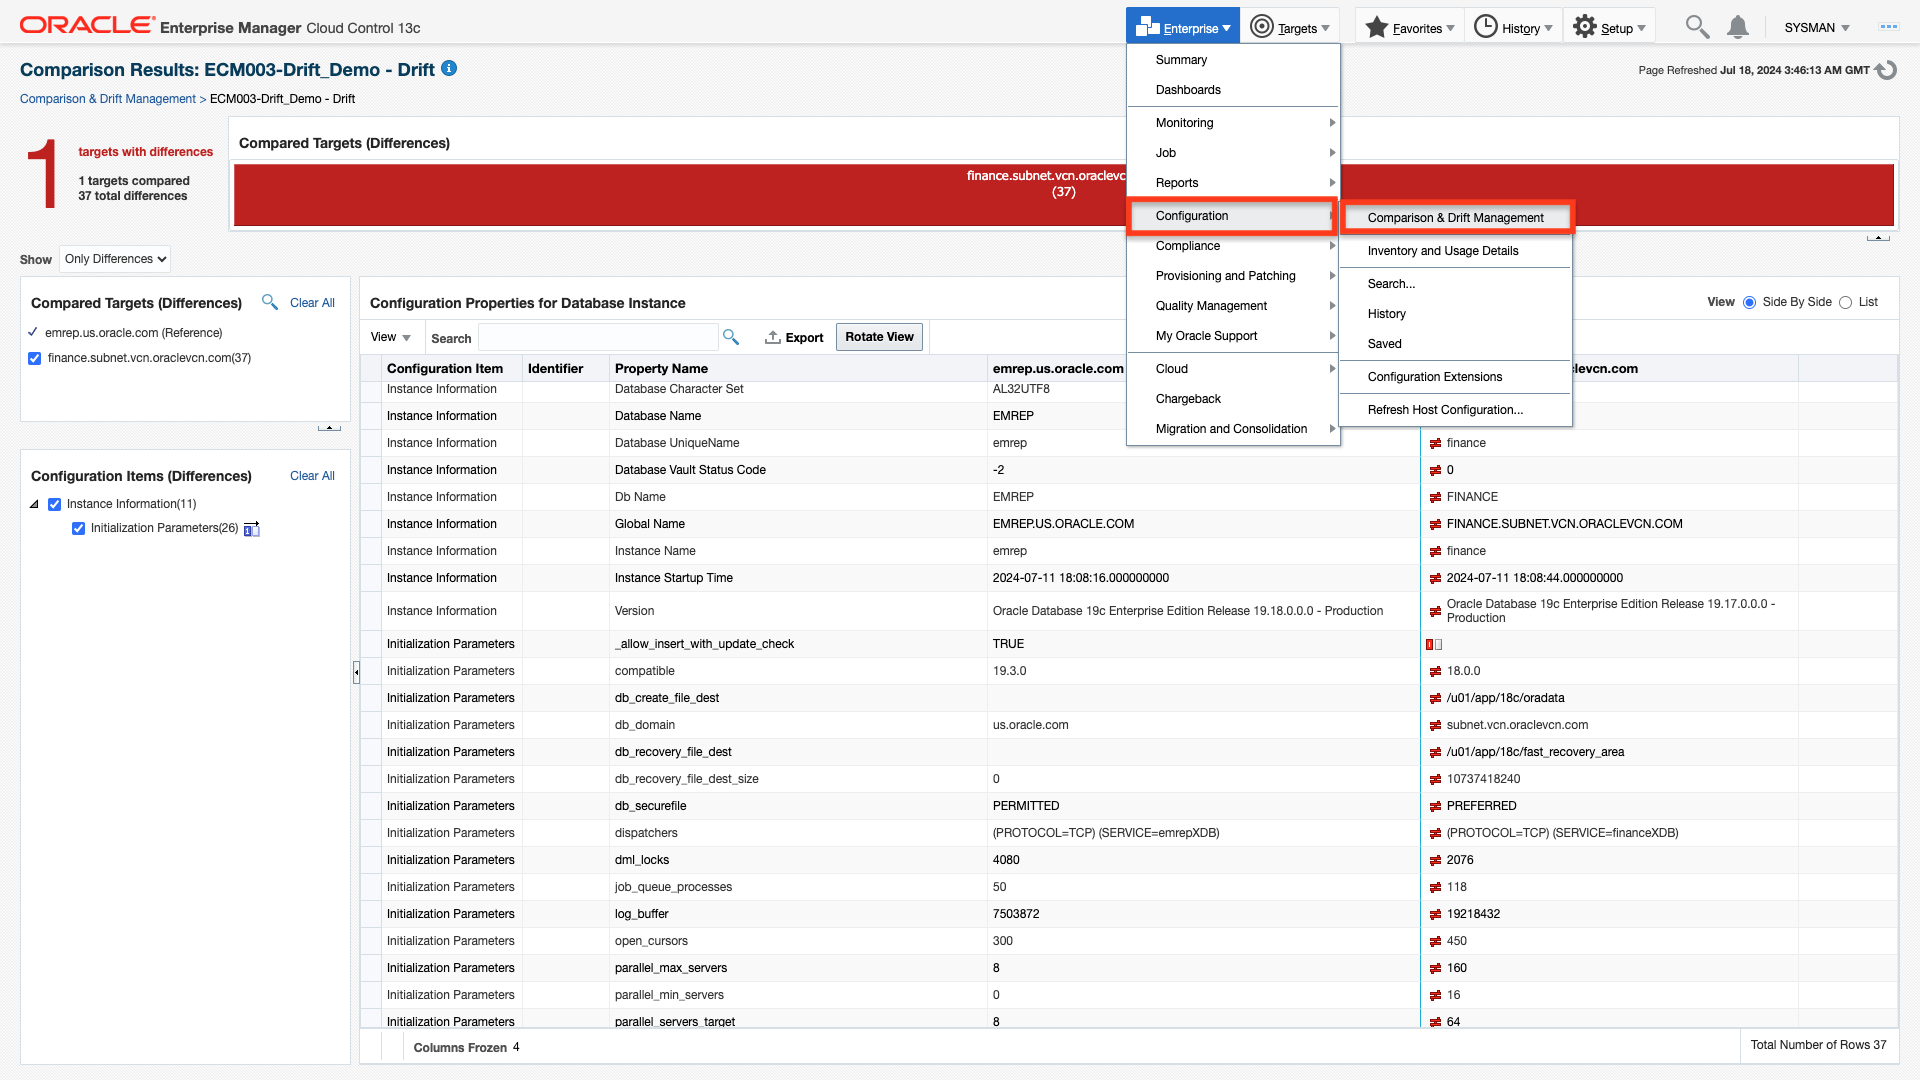 ORACLE Enterprise Manager Cloud Control 13c
Enterprise
Targets
Favorites
History
Setup
SYSMAN
Comparison Results: ECM003-Drift_Demo - Drift
Page Refreshed Jul 18, 2024 3:46:13 AM GMT
Comparison & Drift Management > ECM003-Drift_Demo - Drift
1
targets with differences
1 targets compared
37 total differences
Compared Targets (Differences)
finance.subnet.vcn.oraclevc
(37)
Summary
Dashboards
Monitoring
Job
Reports
Configuration
Compliance
Provisioning and Patching
Quality Management
My Oracle Support
Cloud
Chargeback
Migration and Consolidation
Comparison & Drift Management
Inventory and Usage Details
Search...
History
Saved
Configuration Extensions
Refresh Host Configuration...
Show Only Differences
Compared Targets (Differences) Clear All
emrep.us.oracle.com (Reference)
finance.subnet.vcn.oraclevcn.com(37)
Configuration Items (Differences) Clear All
Instance Information(11)
Initialization Parameters(26)
Configuration Properties for Database Instance
View Side By Side List
View Search Export Rotate View
Configuration Item Identifier Property Name emrep.us.oracle.com levcn.com
Instance Information Database Character Set AL32UTF8
Instance Information Database Name EMREP
Instance Information Database UniqueName emrep finance
Instance Information Database Vault Status Code -2 0
Instance Information Db Name EMREP FINANCE
Instance Information Global Name EMREP.US.ORACLE.COM FINANCE.SUBNET.VCN.ORACLEVCN.COM
Instance Information Instance Name emrep finance
Instance Information Instance Startup Time 2024-07-11 18:08:16.000000000 2024-07-11 18:08:44.000000000
Instance Information Version Oracle Database 19c Enterprise Edition Release 19.18.0.0.0 - Production Oracle Database 19c Enterprise Edition Release 19.17.0.0.0 -
Production
Initialization Parameters _allow_insert_with_update_check TRUE
Initialization Parameters compatible 19.3.0 18.0.0
Initialization Parameters db_create_file_dest /u01/app/18c/oradata
Initialization Parameters db_domain us.oracle.com subnet.vcn.oraclevcn.com
Initialization Parameters db_recovery_file_dest /u01/app/18c/fast_recovery_area
Initialization Parameters db_recovery_file_dest_size 0 10737418240
Initialization Parameters db_securefile PERMITTED PREFERRED
Initialization Parameters dispatchers (PROTOCOL=TCP) (SERVICE=emrepXDB) (PROTOCOL=TCP) (SERVICE=financeXDB)
Initialization Parameters dml_locks 4080 2076
Initialization Parameters job_queue_processes 50 118
Initialization Parameters log_buffer 7503872 19218432
Initialization Parameters open_cursors 300 450
Initialization Parameters parallel_max_servers 8 160
Initialization Parameters parallel_min_servers 0 16
Initialization Parameters parallel_servers_target 8 64
Columns Frozen 4
Total Number of Rows 37